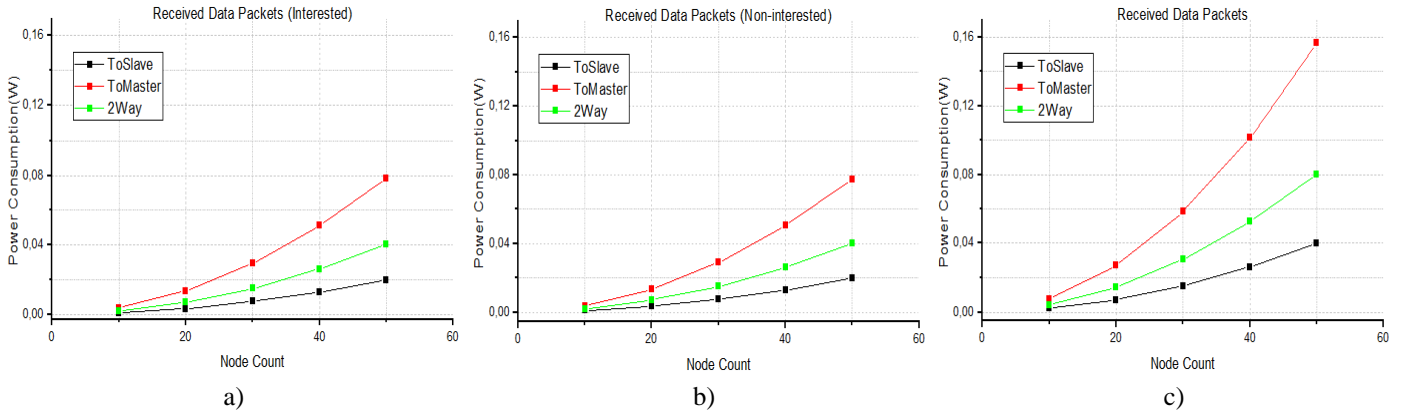 Received Data Packets (Interested)
0,16
0,12
0,08
0,04
0,00
Power Consumption(W)
ToSlave
ToMaster
2Way
0
20
40
60
Node Count
a)
Received Data Packets (Non-interested)
0,16
0,12
0,08
0,04
0,00
Power Consumption(W)
ToSlave
ToMaster
2Way
0
20
40
60
Node Count
b)
Received Data Packets
0,16
0,12
0,08
0,04
0,00
Power Consumption(W)
ToSlave
ToMaster
2Way
0
20
40
60
Node Count
c)